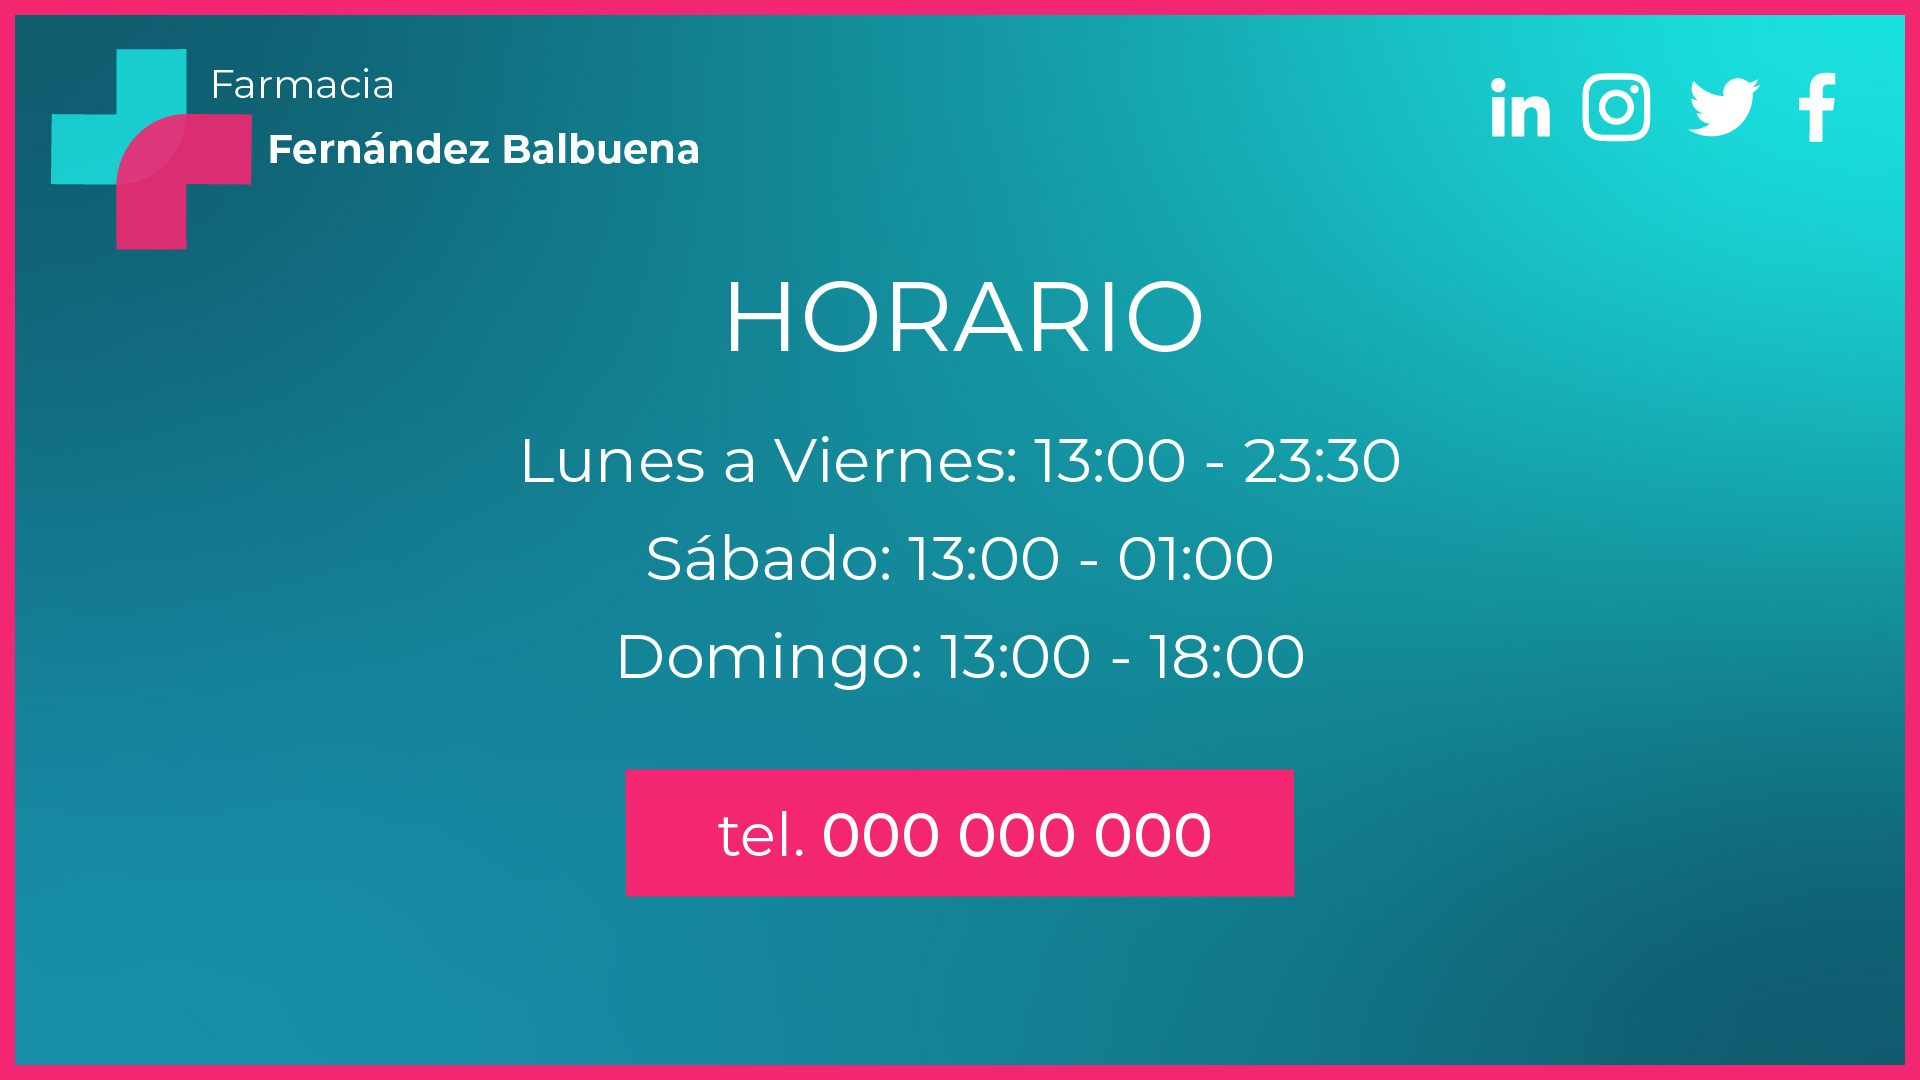 Farmacia
Fernández Balbuena
HORARIO
Lunes a Viernes: 13:00 - 23:30
Sábado: 13:00 - 01:00
Domingo: 13:00 - 18:00
tel. 000 000 000